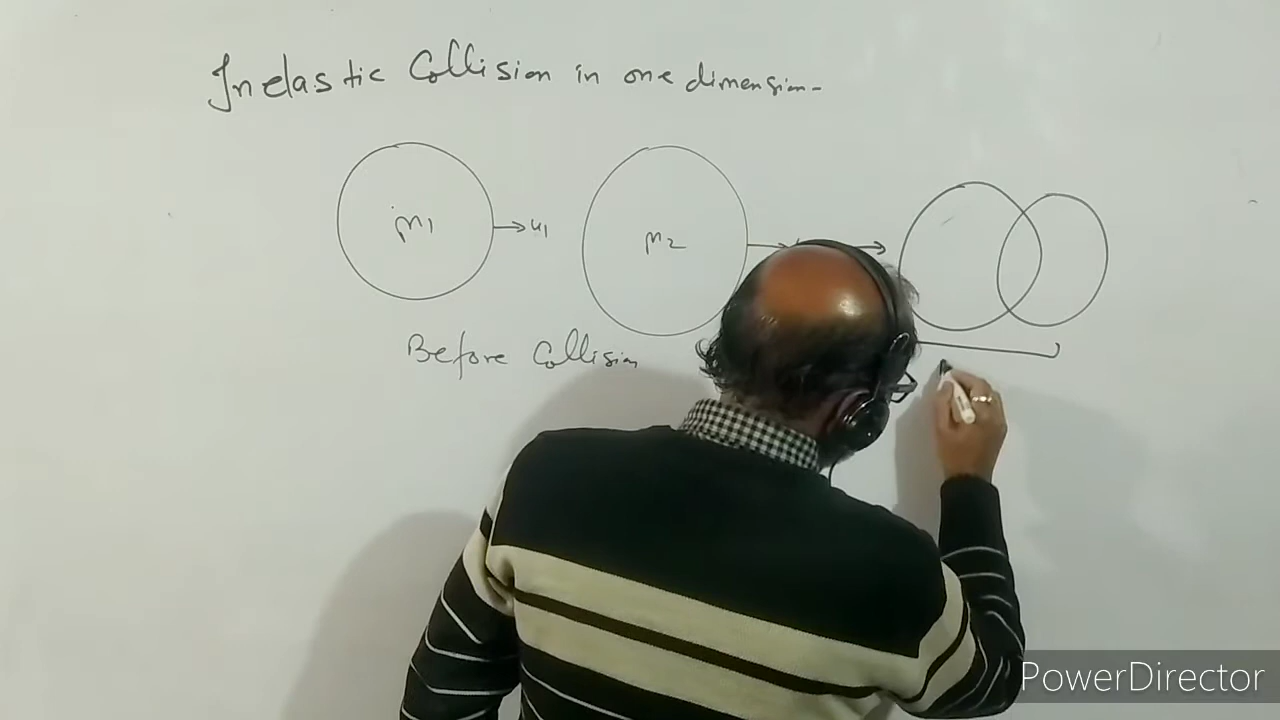 Inelastic Collision in one dimension-
m1
u1
m2
Before Collision
PowerDirector